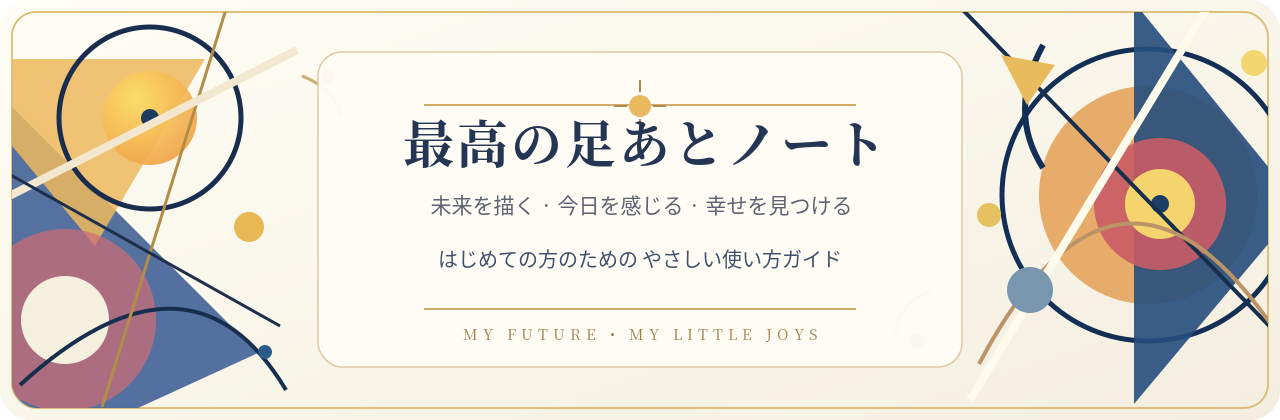 最高の足あとノート
未来を描く · 今日を感じる · 幸せを見つける
はじめての方のための やさしい使い方ガイド
MY FUTURE • MY LITTLE JOYS